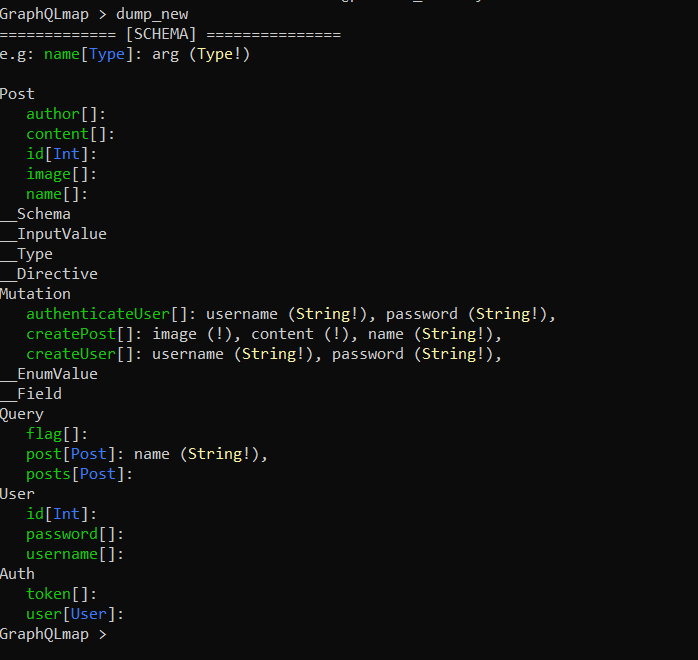 GraphQLmap > dump_new
============= [SCHEMA] ===============
e.g: name[Type]: arg (Type!)
Post
author[]:
content[]:
id[Int]:
image[]:
name[]:
__Schema
__InputValue
__Type
__Directive
Mutation
authenticateUser[]: username (String!), password (String!),
createPost[]: image (!), content (!), name (String!),
createUser[]: username (String!), password (String!),
__EnumValue
__Field
Query
flag[]:
post[Post]: name (String!),
posts[Post]:
User
id[Int]:
password[]:
username[]:
Auth
token[]:
user[User]:
GraphQLmap >